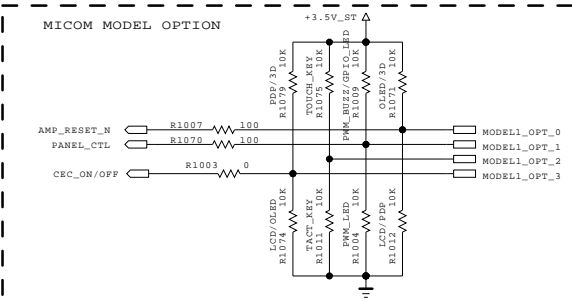 MICOM MODEL OPTION
+3.5V_ST
PDP/3D
R1079 10K
TOUCH_KEY
R1075 10K
PWM_BUZZ/GPIO_LED
R1009 10K
OLED/3D
R1071 10K
AMP_RESET_N
R1007 100
MODEL1_OPT_0
PANEL_CTL
R1070 100
MODEL1_OPT_1
MODEL1_OPT_2
CEC_ON/OFF
R1003 0
MODEL1_OPT_3
LCD/OLED
R1074 10K
TACT_KEY
R1011 10K
PWM_LED
R1004 10K
LCD/PDP
R1012 10K